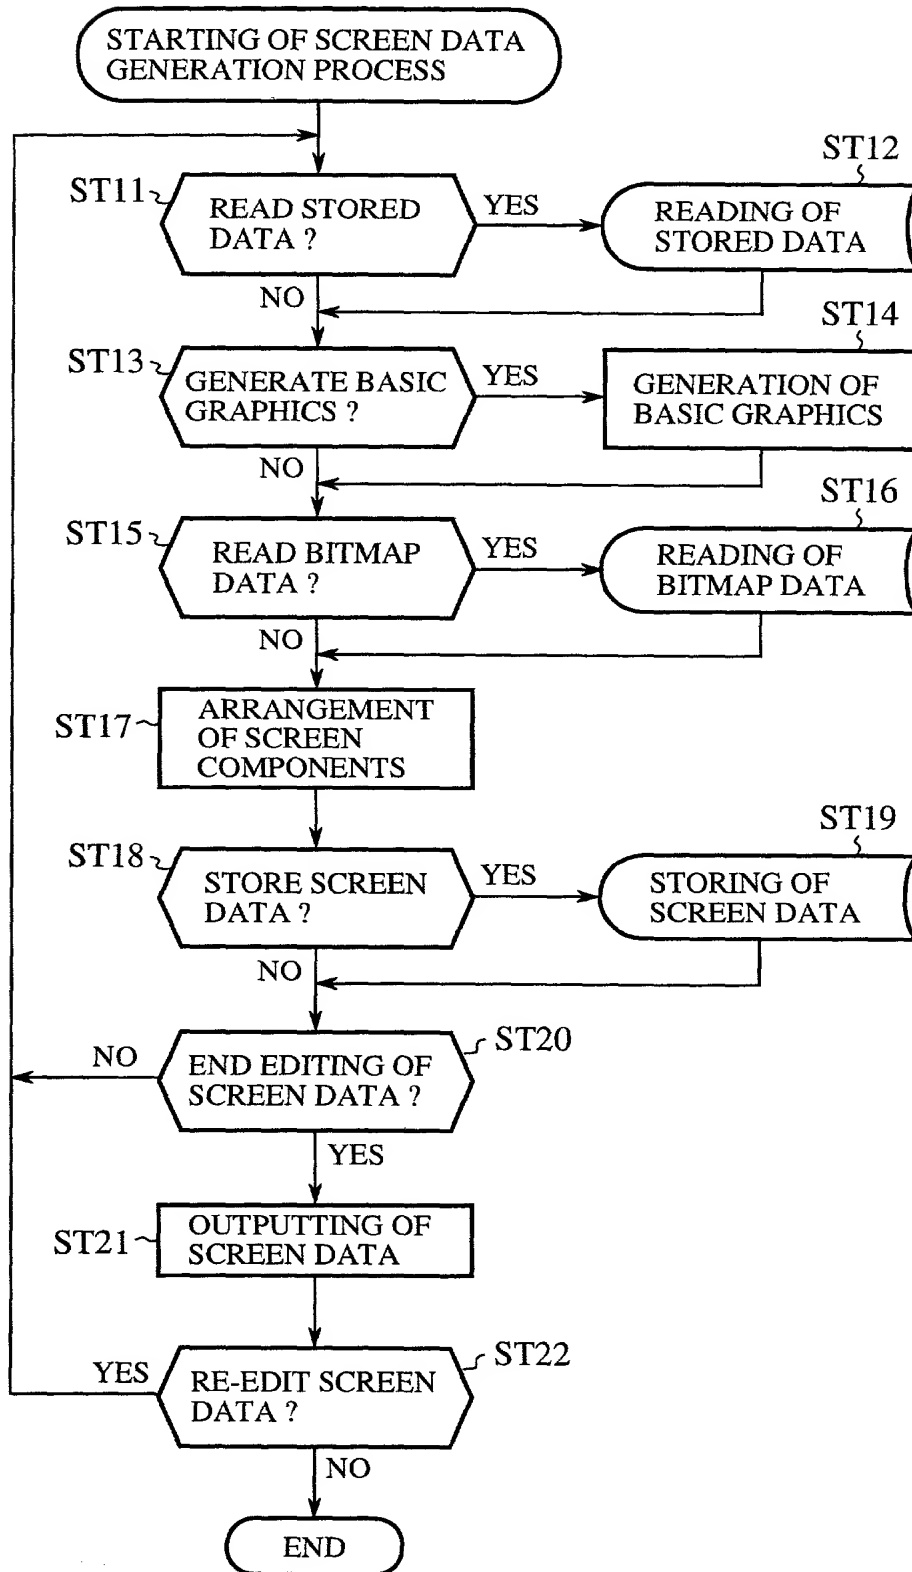 STARTING OF SCREEN DATA
GENERATION PROCESS
ST11
READ STORED
DATA ?
YES
ST12
READING OF
STORED DATA
NO
ST13
GENERATE BASIC
GRAPHICS ?
YES
ST14
GENERATION OF
BASIC GRAPHICS
NO
ST15
READ BITMAP
DATA ?
YES
ST16
READING OF
BITMAP DATA
NO
ST17
ARRANGEMENT
OF SCREEN
COMPONENTS
ST18
STORE SCREEN
DATA ?
YES
ST19
STORING OF
SCREEN DATA
NO
ST20
END EDITING OF
SCREEN DATA ?
NO
YES
ST21
OUTPUTTING OF
SCREEN DATA
ST22
RE-EDIT SCREEN
DATA ?
YES
NO
END